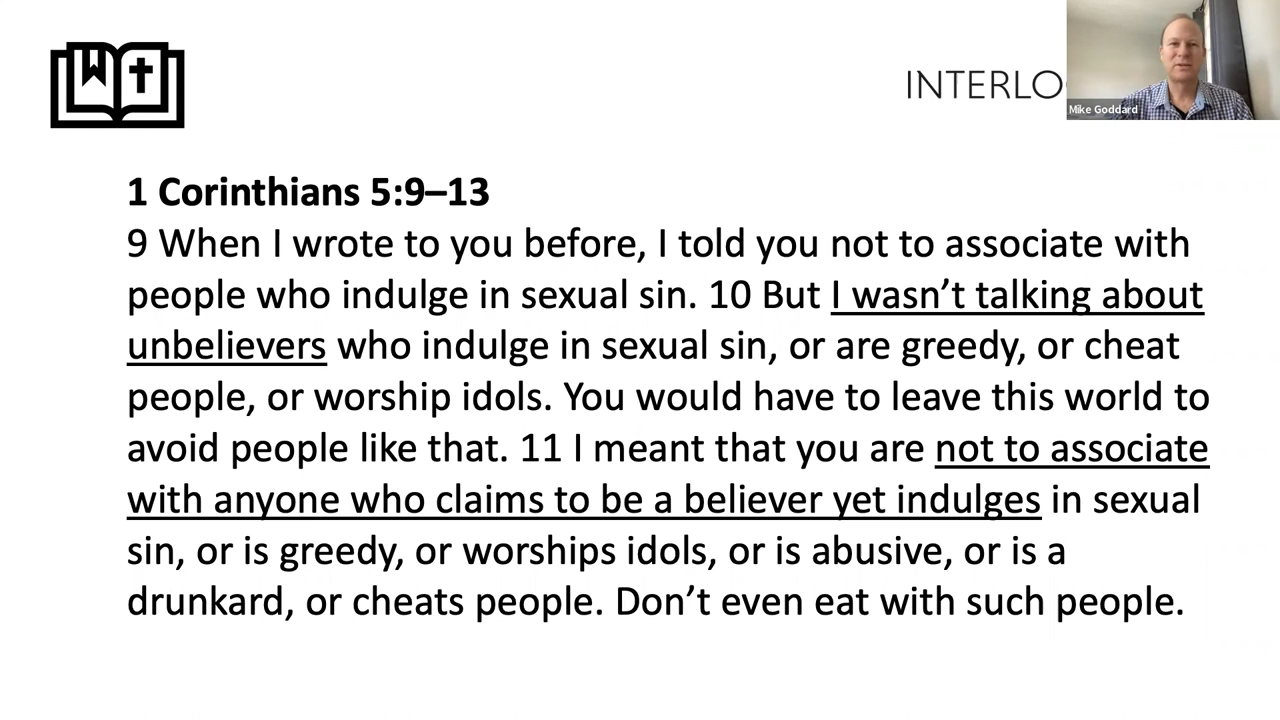 INTERLO
Mike Goddard
1 Corinthians 5:9–13
9 When I wrote to you before, I told you not to associate with
people who indulge in sexual sin. 10 But I wasn’t talking about
unbelievers who indulge in sexual sin, or are greedy, or cheat
people, or worship idols. You would have to leave this world to
avoid people like that. 11 I meant that you are not to associate
with anyone who claims to be a believer yet indulges in sexual
sin, or is greedy, or worships idols, or is abusive, or is a
drunkard, or cheats people. Don’t even eat with such people.